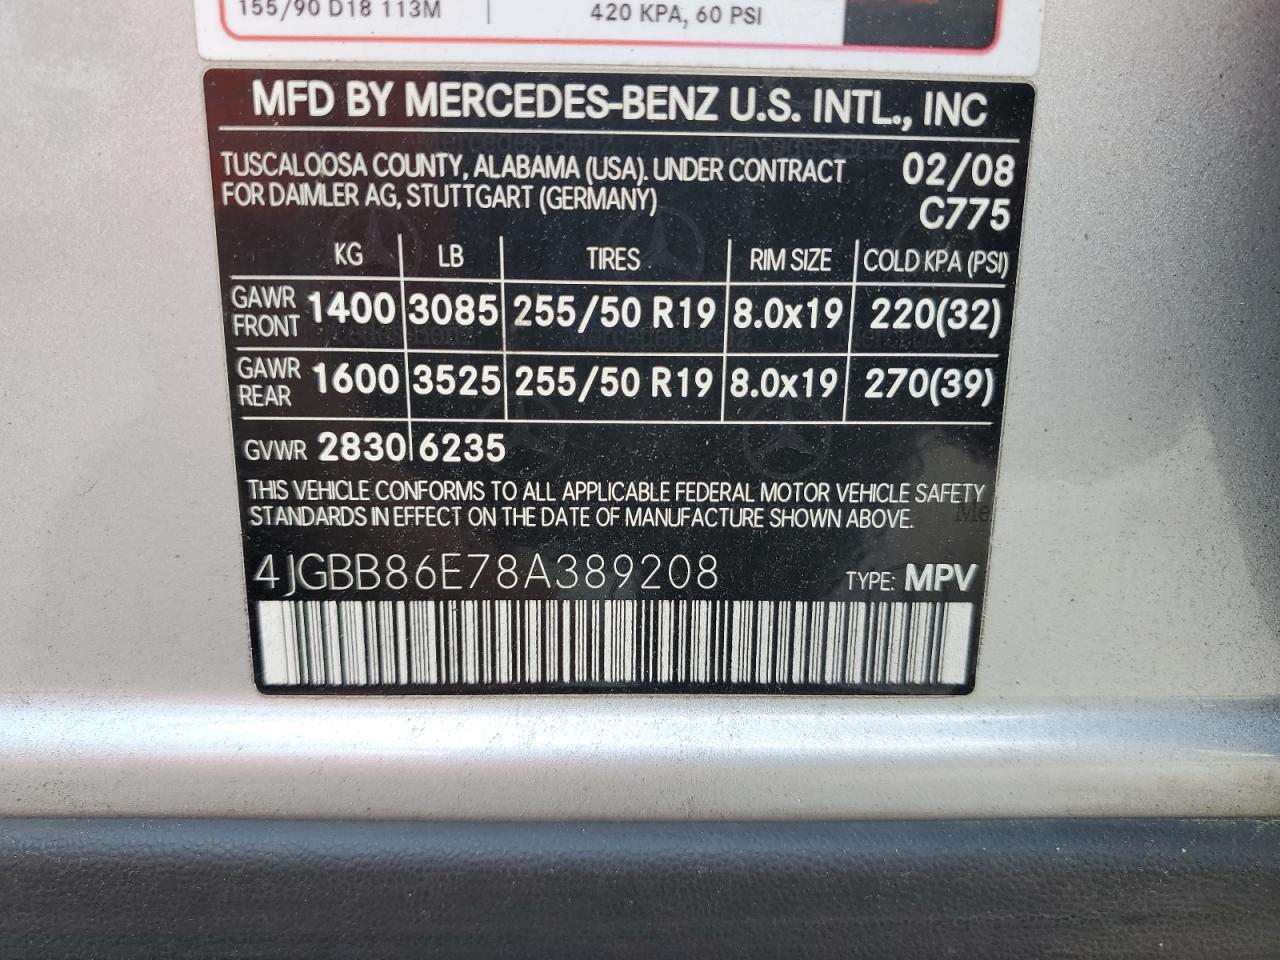 155/90 D18 113M 420 KPA, 60 PSI
MFD BY MERCEDES-BENZ U.S. INTL., INC
TUSCALOOSA COUNTY, ALABAMA (USA). UNDER CONTRACT 02/08
FOR DAIMLER AG, STUTTGART (GERMANY) C775
KG LB TIRES RIM SIZE COLD KPA (PSI)
GAWR FRONT 1400 3085 255/50 R19 8.0x19 220(32)
GAWR REAR 1600 3525 255/50 R19 8.0x19 270(39)
GVWR 2830 6235
THIS VEHICLE CONFORMS TO ALL APPLICABLE FEDERAL MOTOR VEHICLE SAFETY
STANDARDS IN EFFECT ON THE DATE OF MANUFACTURE SHOWN ABOVE.
4JGBB86E78A389208 TYPE: MPV